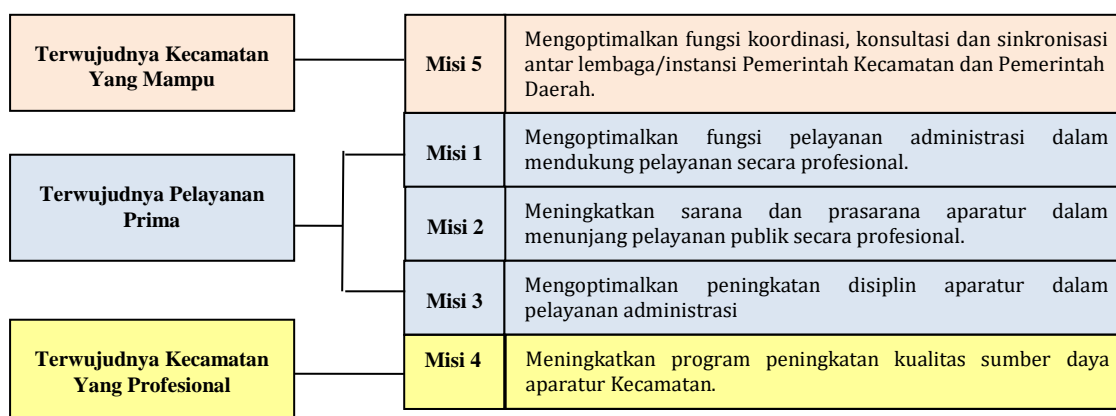 Terwujudnya Kecamatan
Yang Mampu
Misi 5
Mengoptimalkan fungsi koordinasi, konsultasi dan sinkronisasi
antar lembaga/instansi Pemerintah Kecamatan dan Pemerintah
Daerah.
Terwujudnya Pelayanan
Prima
Misi 1
Mengoptimalkan fungsi pelayanan administrasi dalam
mendukung pelayanan secara profesional.
Misi 2
Meningkatkan sarana dan prasarana aparatur dalam
menunjang pelayanan publik secara profesional.
Misi 3
Mengoptimalkan peningkatan disiplin aparatur dalam
pelayanan administrasi
Terwujudnya Kecamatan
Yang Profesional
Misi 4
Meningkatkan program peningkatan kualitas sumber daya
aparatur Kecamatan.